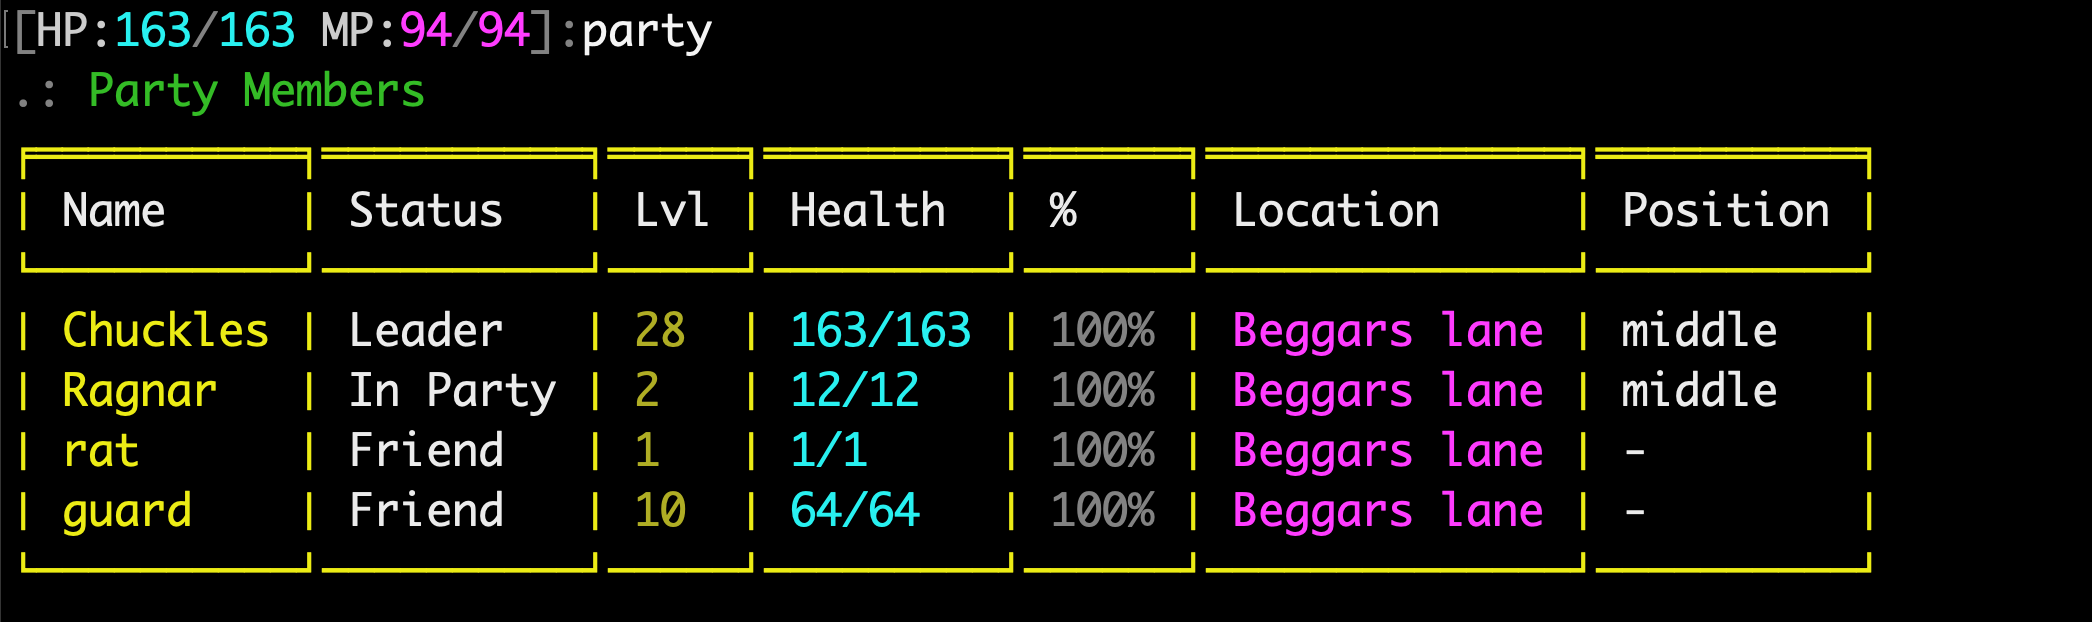 [HP:163/163 MP:94/94]:party
.: Party Members
Name Status Lvl Health % Location Position
Chuckles Leader 28 163/163 100% Beggars lane middle
Ragnar In Party 2 12/12 100% Beggars lane middle
rat Friend 1 1/1 100% Beggars lane -
guard Friend 10 64/64 100% Beggars lane -